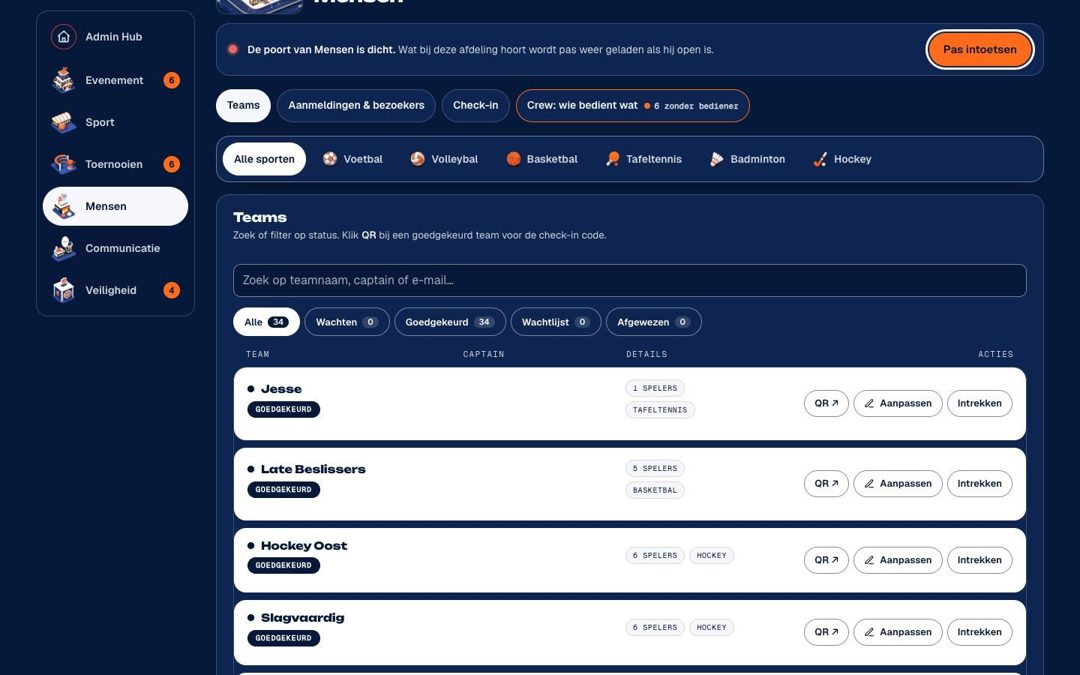 Mensen
Admin Hub
Evenement 6
Sport
Toernooien 6
Mensen
Communicatie
Veiligheid 4
De poort van Mensen is dicht. Wat bij deze afdeling hoort wordt pas weer geladen als hij open is.
Pas intoetsen
Teams
Aanmeldingen & bezoekers
Check-in
Crew: wie bedient wat 6 zonder bediener
Alle sporten
Voetbal
Volleybal
Basketbal
Tafeltennis
Badminton
Hockey
Teams
Zoek of filter op status. Klik QR bij een goedgekeurd team voor de check-in code.
Zoek op teamnaam, captain of e-mail...
Alle 34
Wachten 0
Goedgekeurd 34
Wachtlijst 0
Afgewezen 0
TEAM CAPTAIN DETAILS ACTIES
Jesse
GOEDGEKEURD
1 SPELERS
TAFELTENNIS
QR ↗ Aanpassen Intrekken
Late Beslissers
GOEDGEKEURD
5 SPELERS
BASKETBAL
QR ↗ Aanpassen Intrekken
Hockey Oost
GOEDGEKEURD
6 SPELERS HOCKEY
QR ↗ Aanpassen Intrekken
Slagvaardig
GOEDGEKEURD
6 SPELERS HOCKEY
QR ↗ Aanpassen Intrekken